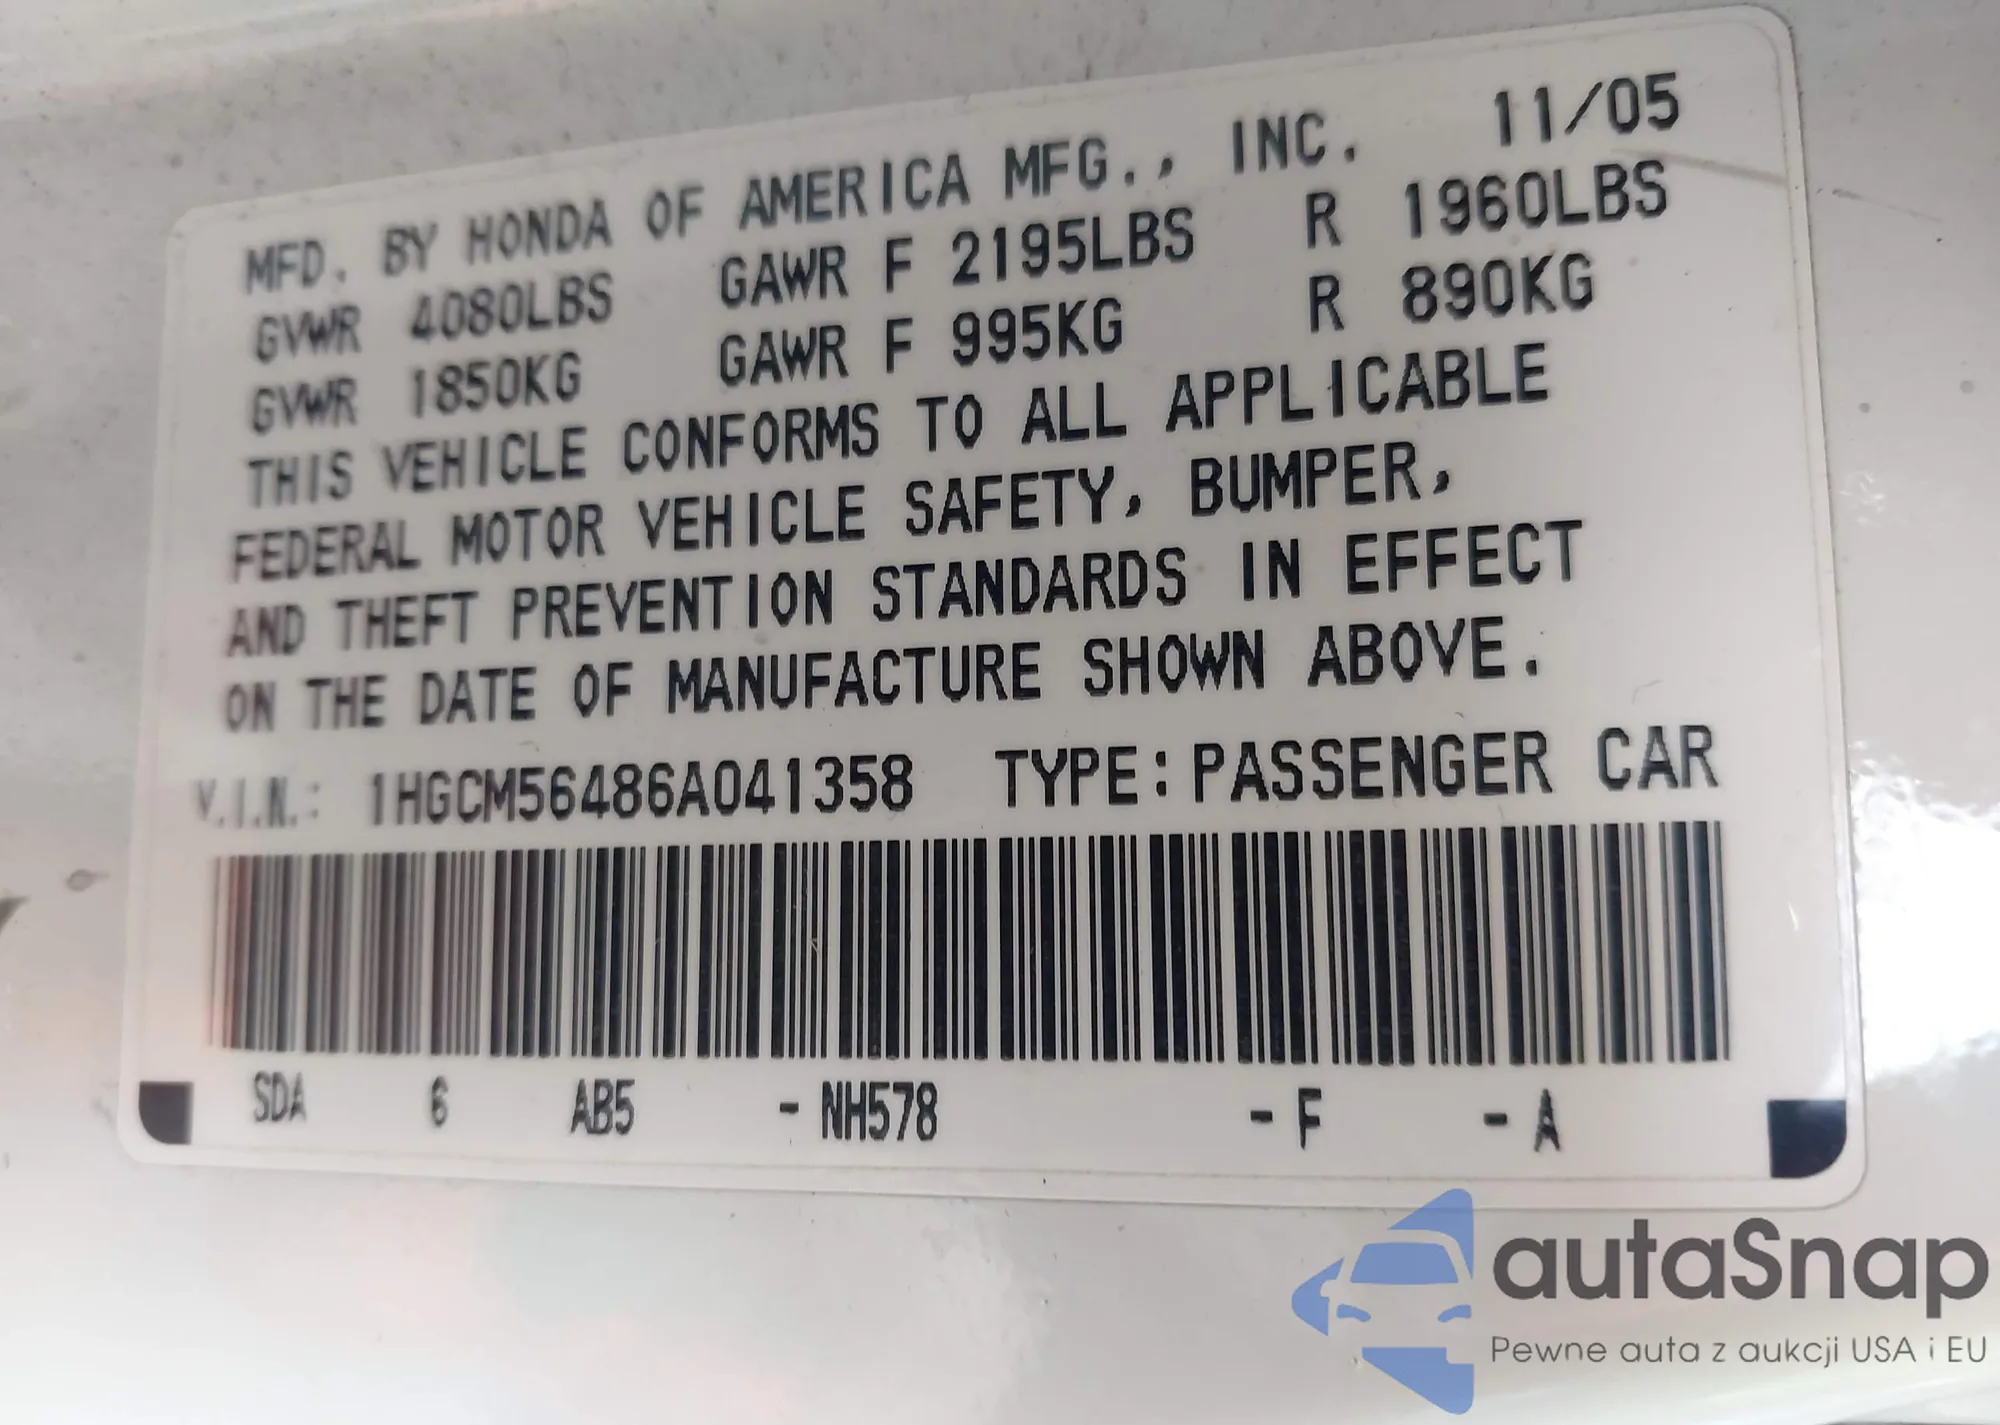 MFD. BY HONDA OF AMERICA MFG., INC. 11/05
GVWR 4080LBS GAWR F 2195LBS R 1960LBS
GVWR 1850KG GAWR F 995KG R 890KG
THIS VEHICLE CONFORMS TO ALL APPLICABLE
FEDERAL MOTOR VEHICLE SAFETY, BUMPER,
AND THEFT PREVENTION STANDARDS IN EFFECT
ON THE DATE OF MANUFACTURE SHOWN ABOVE.
V.I.N.: 1HGCM56486A041358 TYPE: PASSENGER CAR
SDA 6 AB5 - NH578 - F - A
autaSnap
Pewne auta z aukcji USA i EU